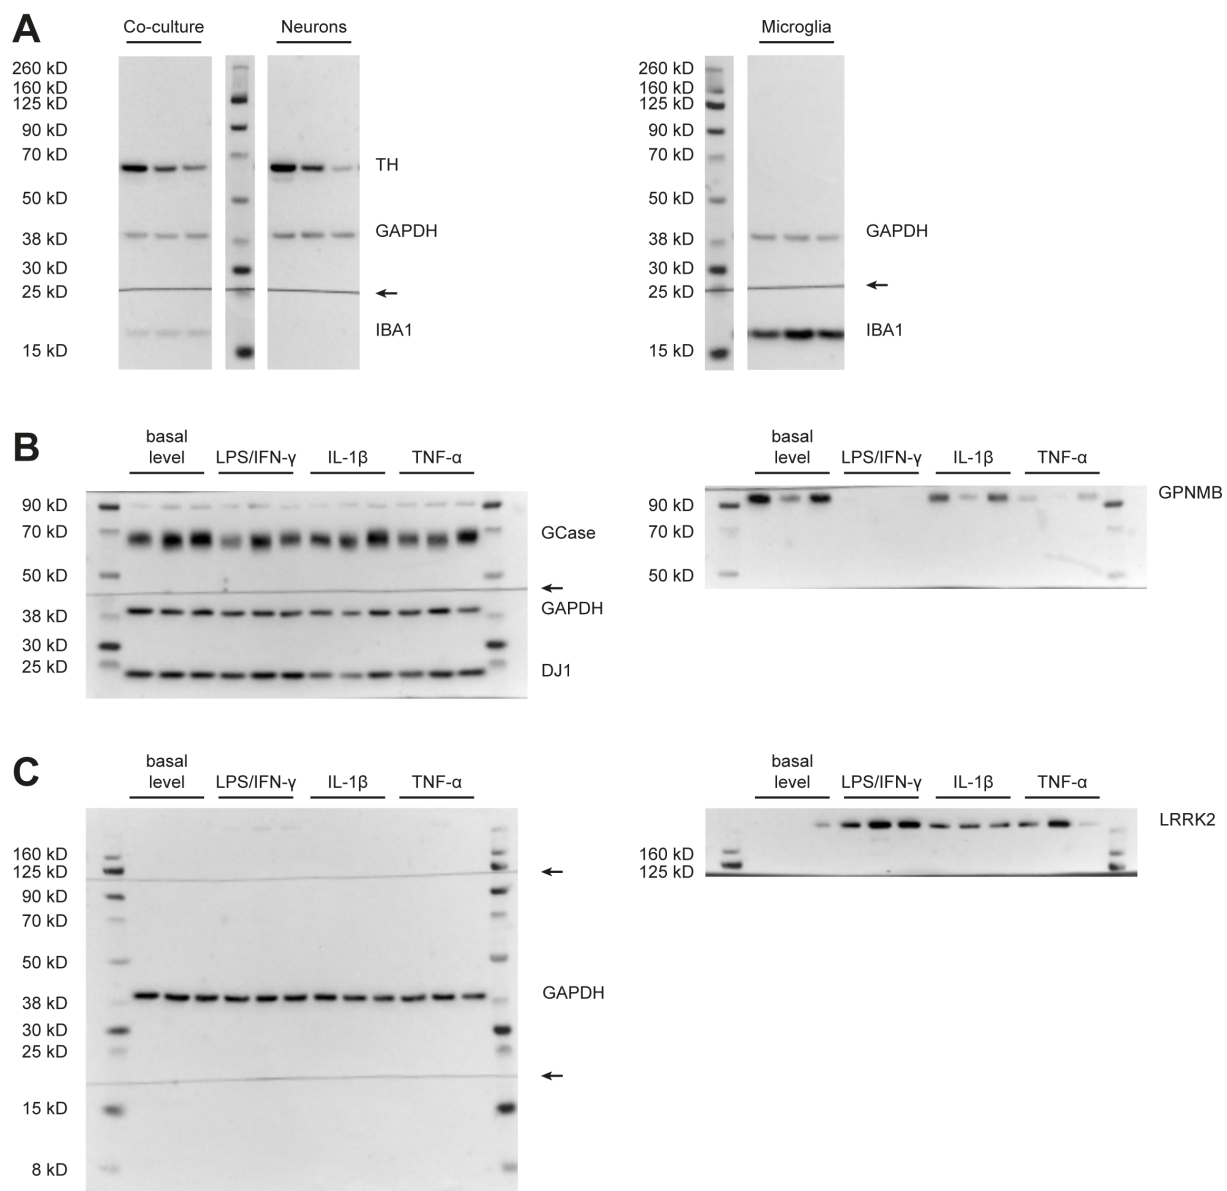 A
Co-culture
Neurons
Microglia
260 kD
160 kD
125 kD
90 kD
70 kD
50 kD
38 kD
30 kD
25 kD
15 kD
TH
GAPDH
IBA1
260 kD
160 kD
125 kD
90 kD
70 kD
50 kD
38 kD
30 kD
25 kD
15 kD
GAPDH
IBA1
B
basal
level
LPS/IFN-γ
IL-1β
TNF-α
90 kD
70 kD
50 kD
38 kD
30 kD
25 kD
GCase
GAPDH
DJ1
basal
level
LPS/IFN-γ
IL-1β
TNF-α
90 kD
70 kD
50 kD
GPNMB
C
basal
level
LPS/IFN-γ
IL-1β
TNF-α
160 kD
125 kD
90 kD
70 kD
50 kD
38 kD
30 kD
25 kD
15 kD
8 kD
GAPDH
basal
level
LPS/IFN-γ
IL-1β
TNF-α
160 kD
125 kD
LRRK2